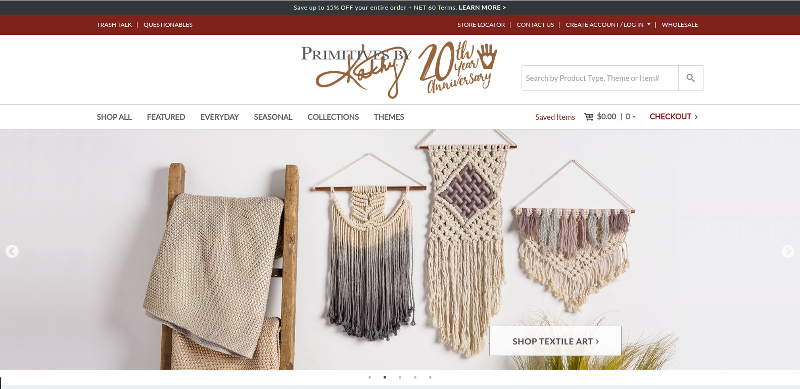 Save up to 15% OFF your entire order + NET 60 Terms. LEARN MORE >
TRASH TALK | QUESTIONABLES
STORE LOCATOR | CONTACT US | CREATE ACCOUNT / LOG IN | WHOLESALE
PRIMITIVES BY
Kathy
20th
Year
Anniversary
Search by Product Type, Theme or Item#
SHOP ALL FEATURED EVERYDAY SEASONAL COLLECTIONS THEMES
Saved Items $0.00 | 0 CHECKOUT >
SHOP TEXTILE ART >